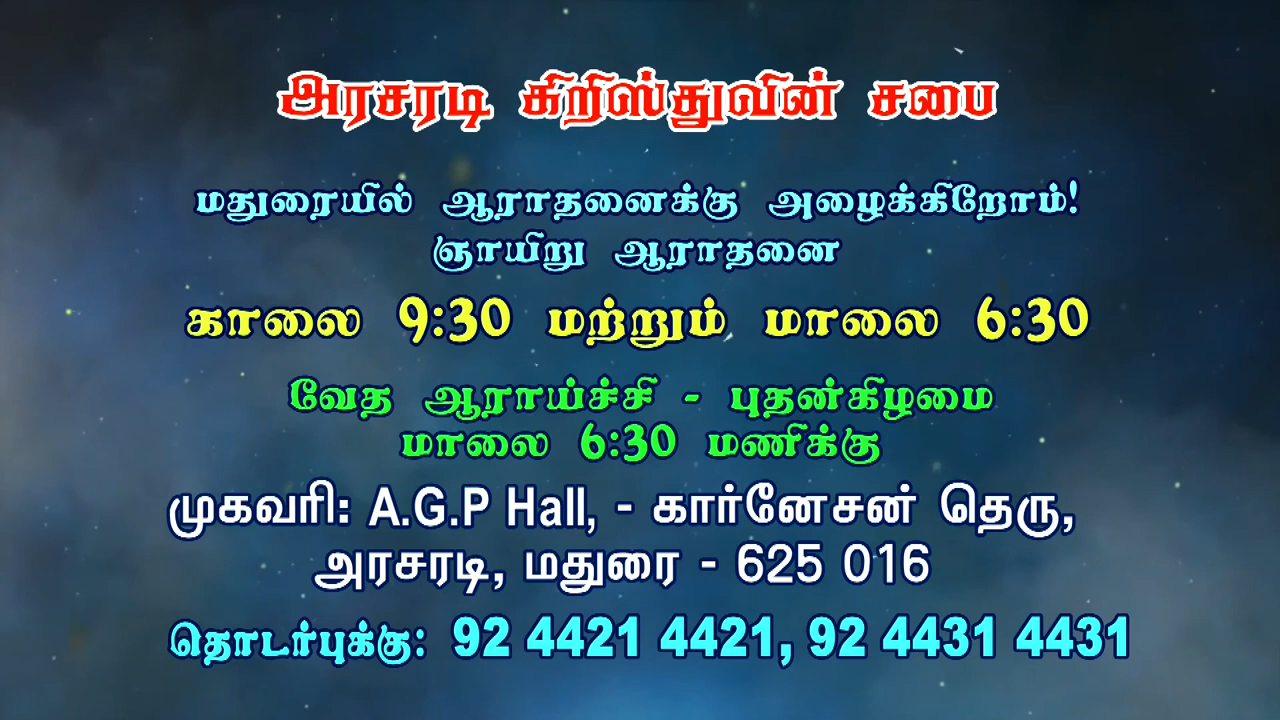 அரசரடி கிறிஸ்துவின் சபை
மதுரையில் ஆராதனைக்கு அழைக்கிறோம்!
ஞாயிறு ஆராதனை
காலை 9:30 மற்றும் மாலை 6:30
வேத ஆராய்ச்சி - புதன்கிழமை
மாலை 6:30 மணிக்கு
முகவரி: A.G.P Hall, - கார்னேசன் தெரு,
அரசரடி, மதுரை - 625 016
தொடர்புக்கு: 92 4421 4421, 92 4431 4431